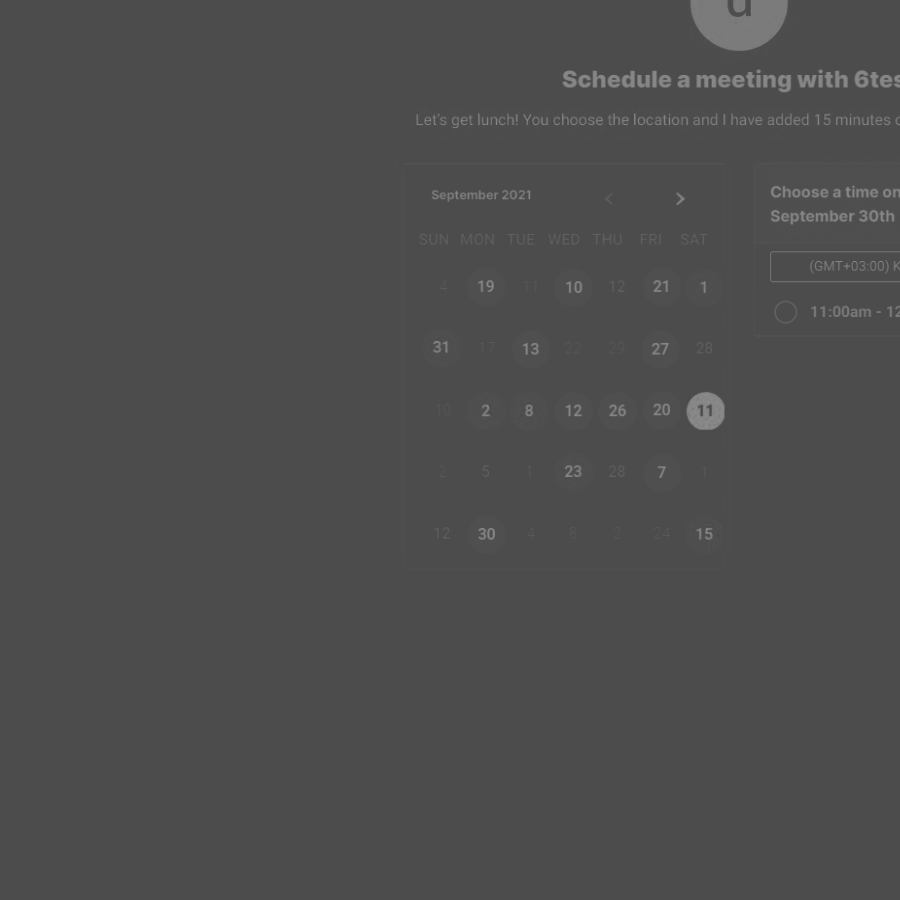 d
Schedule a meeting with 6tes
Let's get lunch! You choose the location and I have added 15 minutes
September 2021
SUN MON TUE WED THU FRI SAT
4 19 11 10 12 21 1
31 17 13 22 29 27 28
10 2 8 12 26 20 11
2 5 1 23 28 7 1
12 30 4 8 2 24 15
Choose a time on
September 30th
(GMT+03:00) K
11:00am - 12